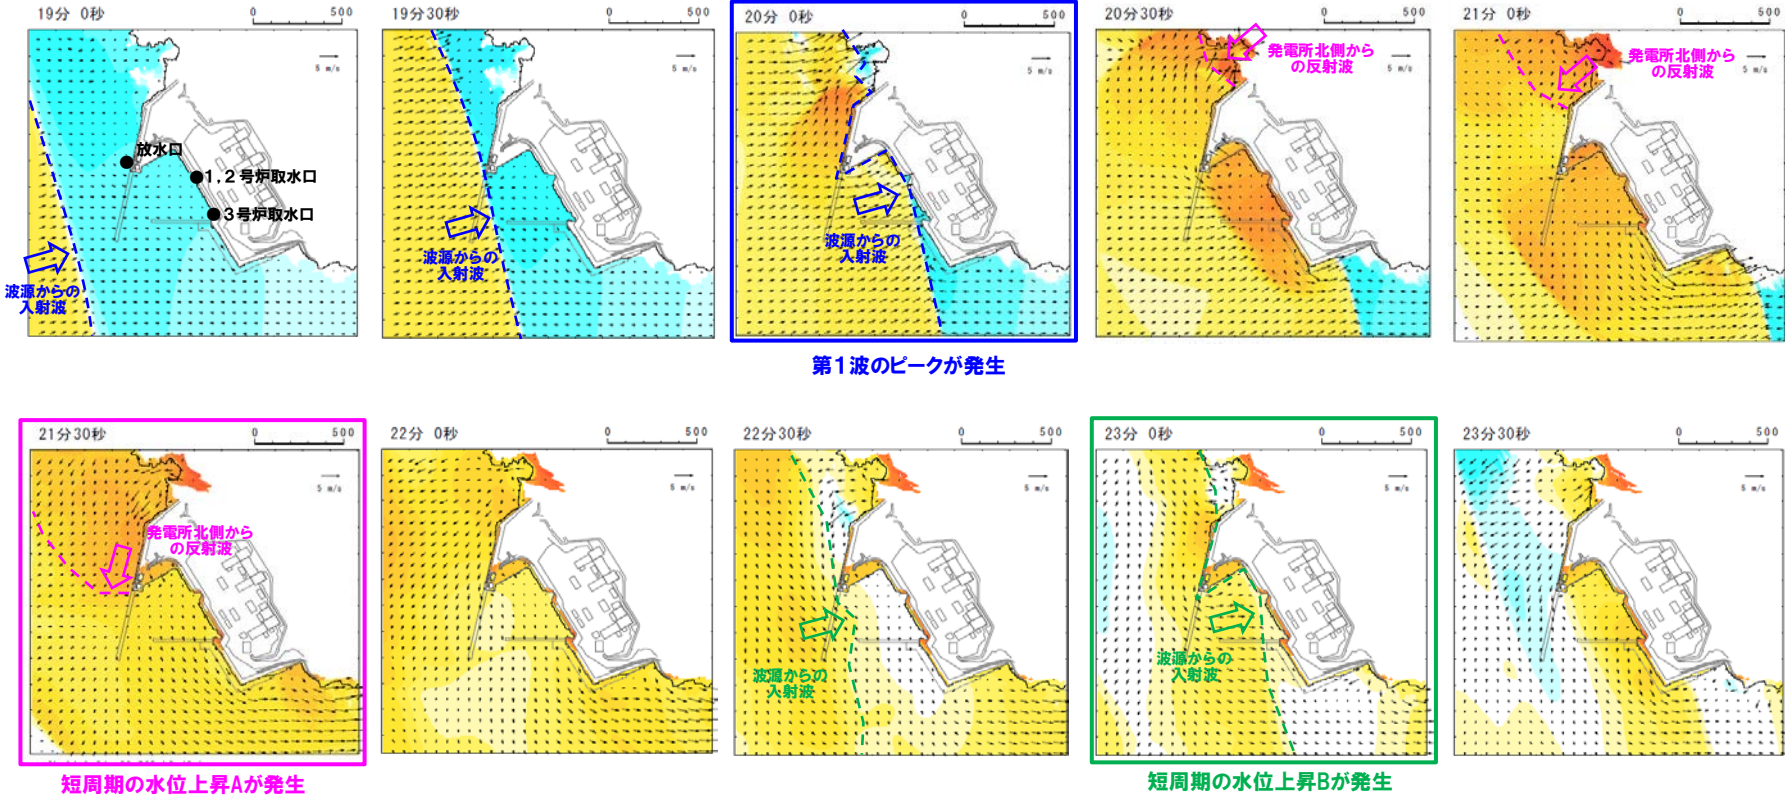 19分 0秒
0 500
5 m/s
放水口
1,2号炉取水口
3号炉取水口
波源からの
入射波
19分30秒
0 500
5 m/s
波源からの
入射波
20分 0秒
0 500
5 m/s
波源からの
入射波
第1波のピークが発生
20分30秒
0 500
発電所北側から
の反射波
5 m/s
21分 0秒
0 500
発電所北側から
の反射波
5 m/s
21分30秒
0 500
5 m/s
発電所北側から
の反射波
短周期の水位上昇Aが発生
22分 0秒
0 500
5 m/s
22分30秒
0 500
5 m/s
波源からの
入射波
23分 0秒
0 500
5 m/s
波源からの
入射波
短周期の水位上昇Bが発生
23分30秒
0 500
5 m/s